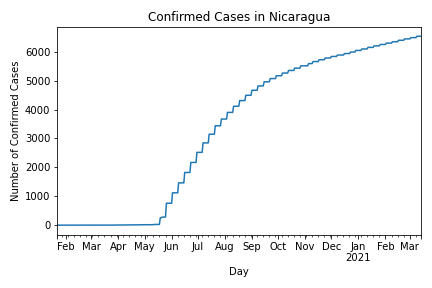 Confirmed Cases in Nicaragua
Number of Confirmed Cases
6000
5000
4000
3000
2000
1000
0
Feb Mar Apr May Jun Jul Aug Sep Oct Nov Dec Jan Feb Mar
2021
Day